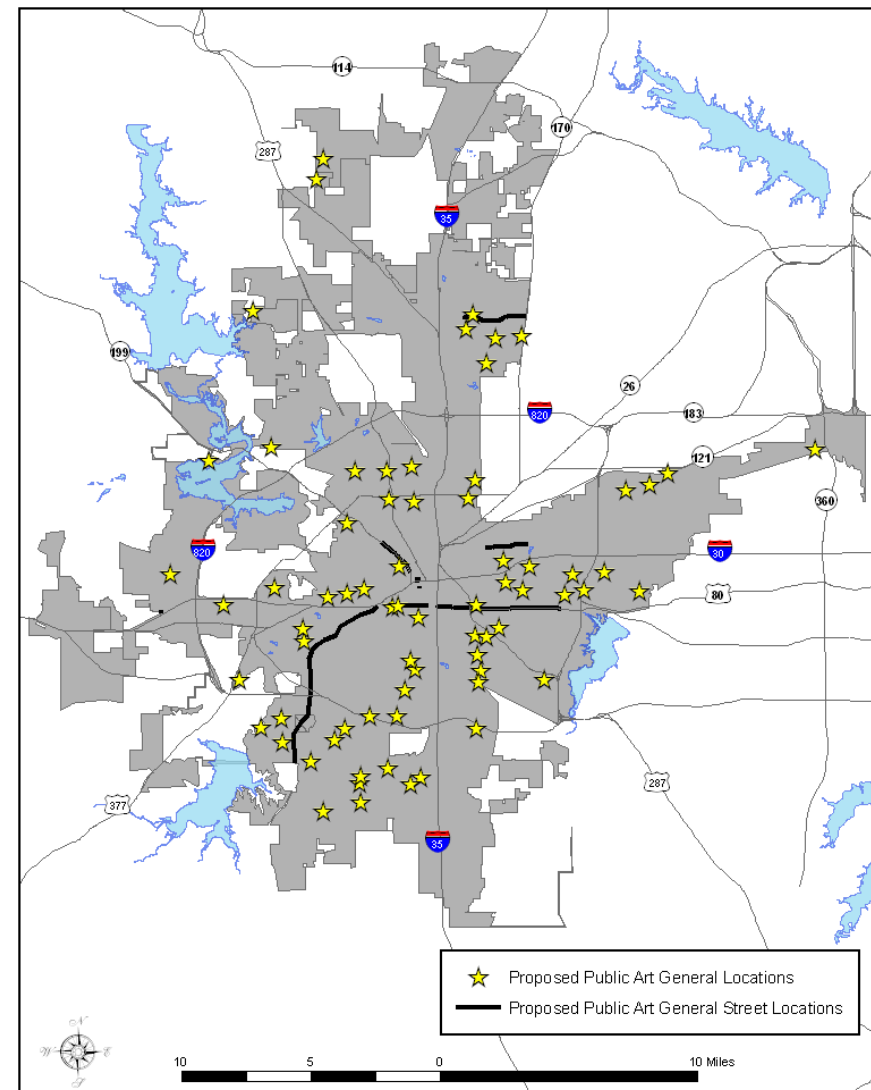 114
170
287
35
199
26
820
183
121
360
820
30
80
287
377
35
Proposed Public Art General Locations
Proposed Public Art General Street Locations
N
W E
S
10 5 0 10 Miles